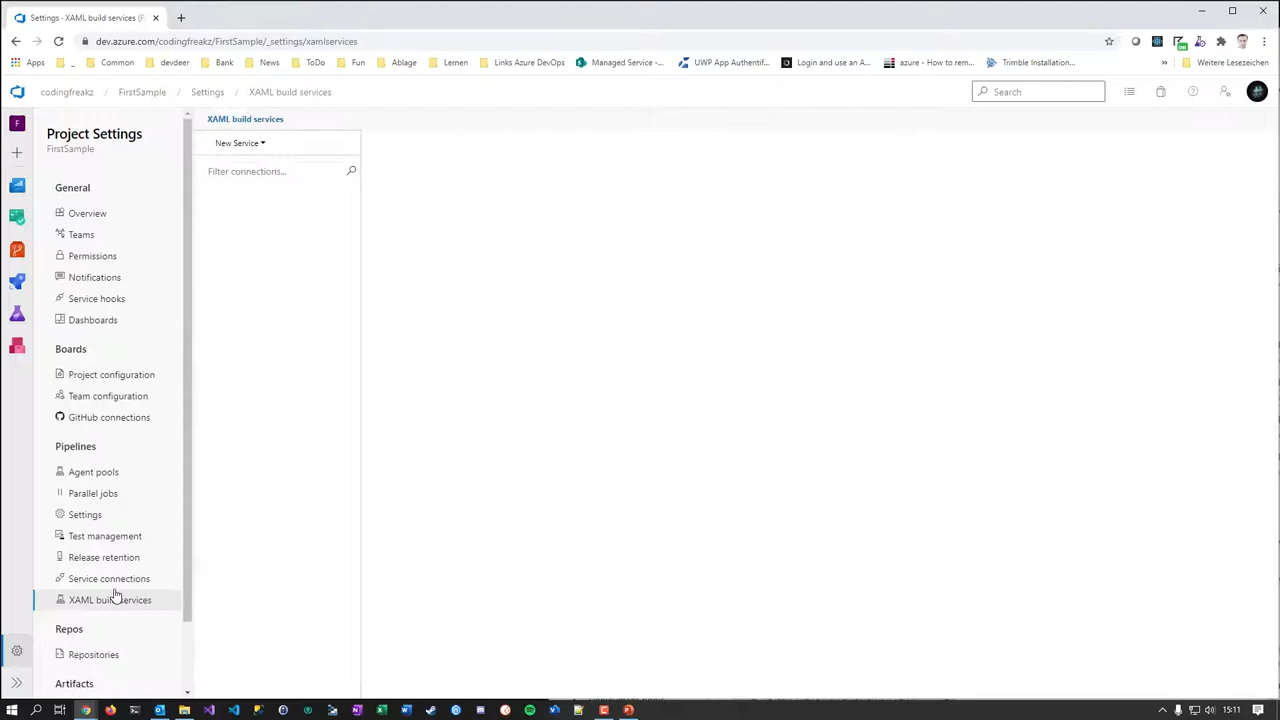 Settings · XAML build services (F
dev.azure.com/codingfreakz/FirstSample/_settings/xamlservices
Apps
_
Common
devdeer
Bank
News
ToDo
Fun
Ablage
Lernen
Links Azure DevOps
Managed Service -...
UWP App Authentif...
Login and use an A...
azure - How to rem...
Trimble Installation...
»
Weitere Lesezeichen
codingfreakz / FirstSample / Settings / XAML build services
Search
F
Project Settings
FirstSample
General
Overview
Teams
Permissions
Notifications
Service hooks
Dashboards
Boards
Project configuration
Team configuration
GitHub connections
Pipelines
Agent pools
Parallel jobs
Settings
Test management
Release retention
Service connections
XAML build services
Repos
Repositories
Artifacts
XAML build services
New Service
Filter connections...
15:11